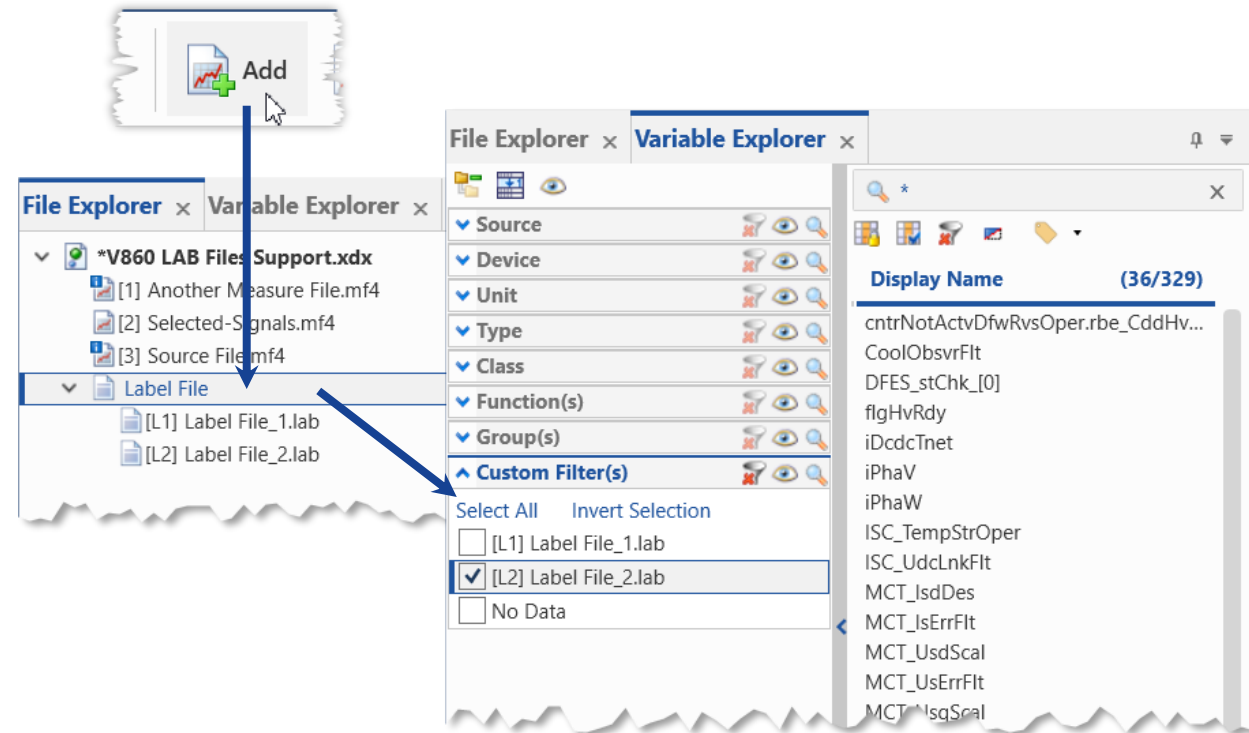 Add
File Explorer
Variable Explorer
*V860 LAB Files Support.xdx
[1] Another Measure File.mf4
[2] Selected-Signals.mf4
[3] Source File.mf4
Label File
[L1] Label File_1.lab
[L2] Label File_2.lab
File Explorer
Variable Explorer
Source
Device
Unit
Type
Class
Function(s)
Group(s)
Custom Filter(s)
Select All Invert Selection
[L1] Label File_1.lab
[L2] Label File_2.lab
No Data
*
Display Name (36/329)
cntrNotActvDfwRvsOper.rbe_CddHv...
CoolObsvrFlt
DFES_stChk_[0]
flgHvRdy
iDcdcTnet
iPhaV
iPhaW
ISC_TempStrOper
ISC_UdcLnkFlt
MCT_IsdDes
MCT_IsErrFlt
MCT_UsdScal
MCT_UsErrFlt
MCT_UsqScal